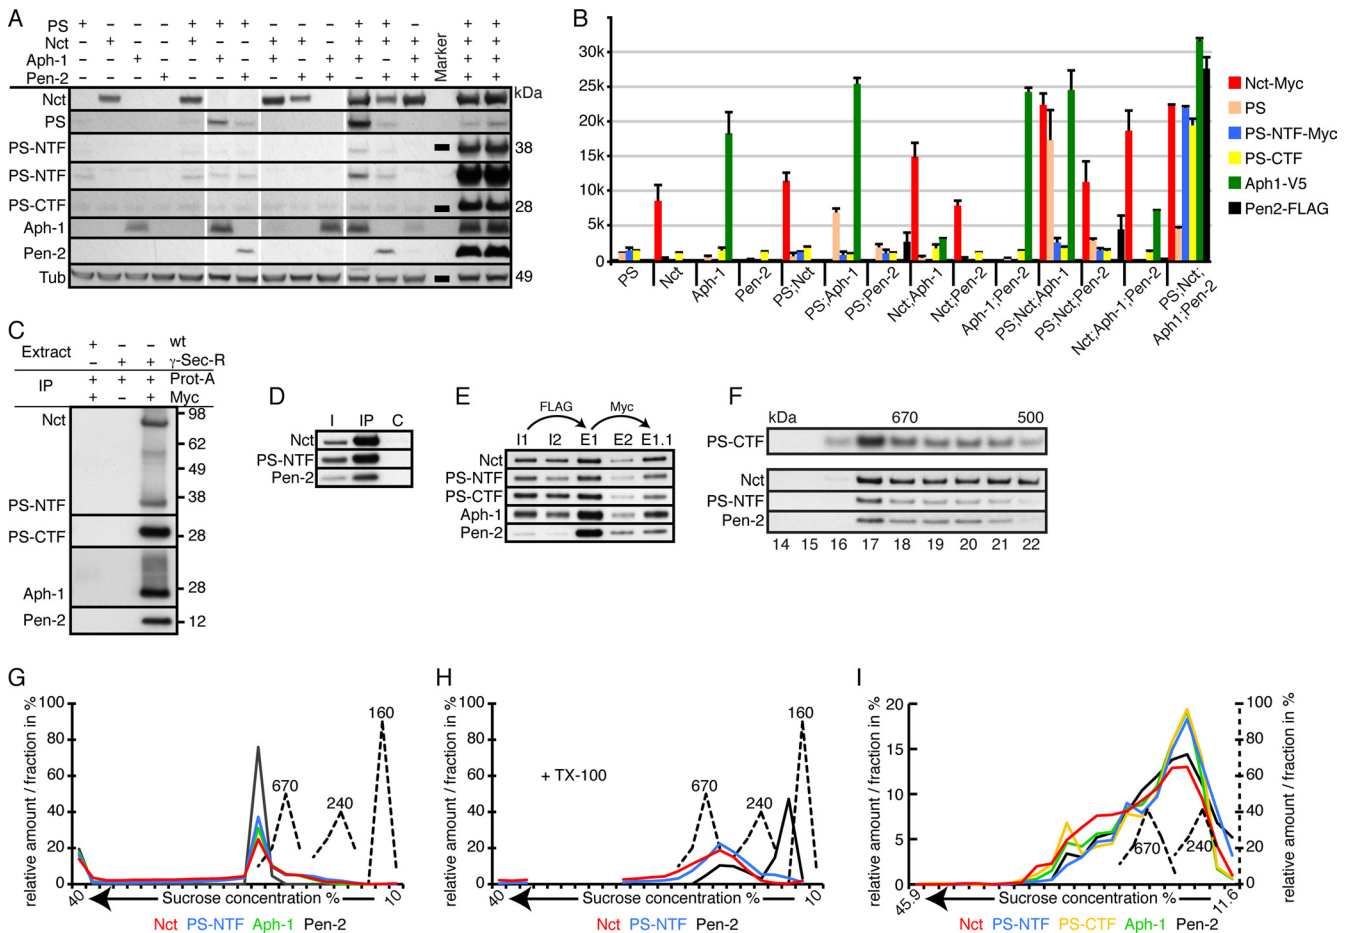 A
PS + – – – + + + – – – + + – + +
Nct – + – – + – – + + – + + + + +
Aph-1 – – + – – + – + – + + – + + +
Pen-2 – – – + – – + – + + – + + + +
Marker
kDa
Nct
PS
PS-NTF 38
PS-NTF
PS-CTF 28
Aph-1
Pen-2
Tub 49
B
30k
25k
20k
15k
10k
5k
0
PS
Nct
Aph-1
Pen-2
PS;Nct
PS;Aph-1
PS;Pen-2
Nct;Aph-1
Nct;Pen-2
Aph-1;Pen-2
PS;Nct;Aph-1
PS;Nct;Pen-2
Nct;Aph-1;Pen-2
PS;Nct;
Aph1;Pen-2
Nct-Myc
PS
PS-NTF-Myc
PS-CTF
Aph1-V5
Pen2-FLAG
C
Extract
+ – – wt
– + + γ-Sec-R
IP
+ + + Prot-A
+ – + Myc
Nct
PS-NTF
PS-CTF
Aph-1
Pen-2
98
62
49
38
28
28
12
D
I IP C
Nct
PS-NTF
Pen-2
E
FLAG Myc
I1 I2 E1 E2 E1.1
Nct
PS-NTF
PS-CTF
Aph-1
Pen-2
F
kDa 670 500
PS-CTF
Nct
PS-NTF
Pen-2
14 15 16 17 18 19 20 21 22
G
relative amount / fraction in %
100
80
60
40
20
0
670
240
160
40 Sucrose concentration % 10
Nct PS-NTF Aph-1 Pen-2
H
relative amount / fraction in %
100
80
60
40
20
0
+ TX-100
670
240
160
40 Sucrose concentration % 10
Nct PS-NTF Pen-2
I
relative amount / fraction in %
20
15
10
5
0
670
240
100
80
60
40
20
0
relative amount / fraction in %
45.9 Sucrose concentration % 11.6
Nct PS-NTF PS-CTF Aph-1 Pen-2